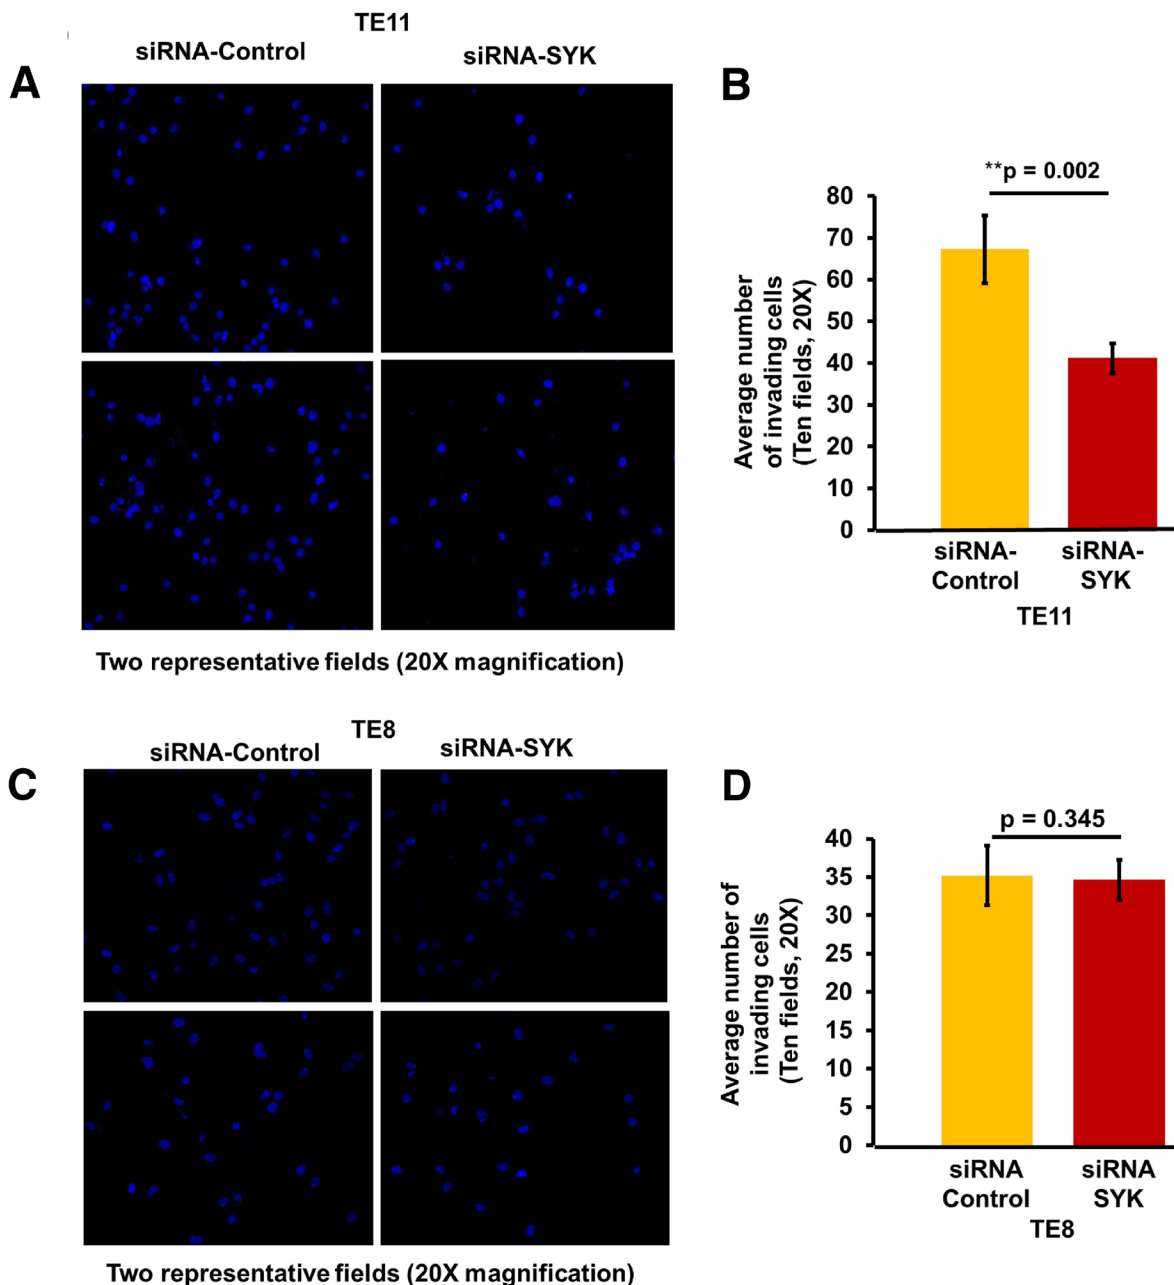 TE11
siRNA-Control
siRNA-SYK
A
Two representative fields (20X magnification)
B
**p = 0.002
Average number
of invading cells
(Ten fields, 20X)
80
70
60
50
40
30
20
10
0
siRNA-
Control
siRNA-
SYK
TE11
TE8
siRNA-Control
siRNA-SYK
C
Two representative fields (20X magnification)
D
p = 0.345
Average number of
invading cells
(Ten fields, 20X)
40
35
30
25
20
15
10
5
0
siRNA
Control
siRNA
SYK
TE8